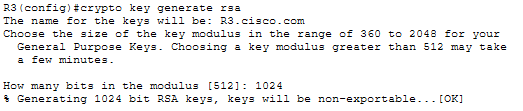 R3(config)#crypto key generate rsa
The name for the keys will be: R3.cisco.com
Choose the size of the key modulus in the range of 360 to 2048 for your
General Purpose Keys. Choosing a key modulus greater than 512 may take
a few minutes.
How many bits in the modulus [512]: 1024
% Generating 1024 bit RSA keys, keys will be non-exportable...[OK]